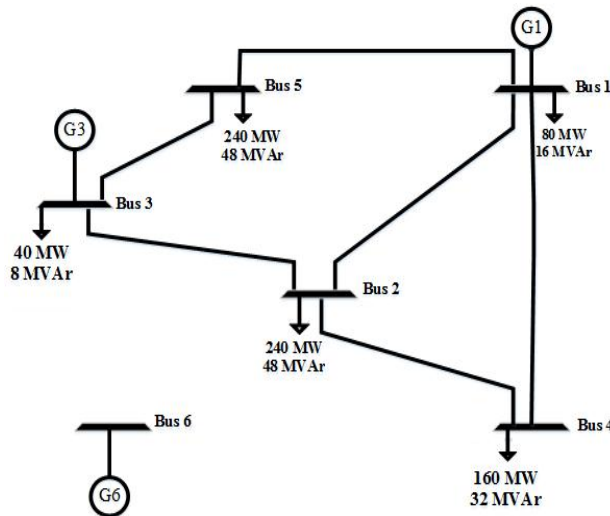 G1
Bus 5
Bus 1
240 MW
48 MVAr
80 MW
16 MVAr
G3
Bus 3
40 MW
8 MVAr
Bus 2
240 MW
48 MVAr
Bus 6
Bus 4
G6
160 MW
32 MVAr